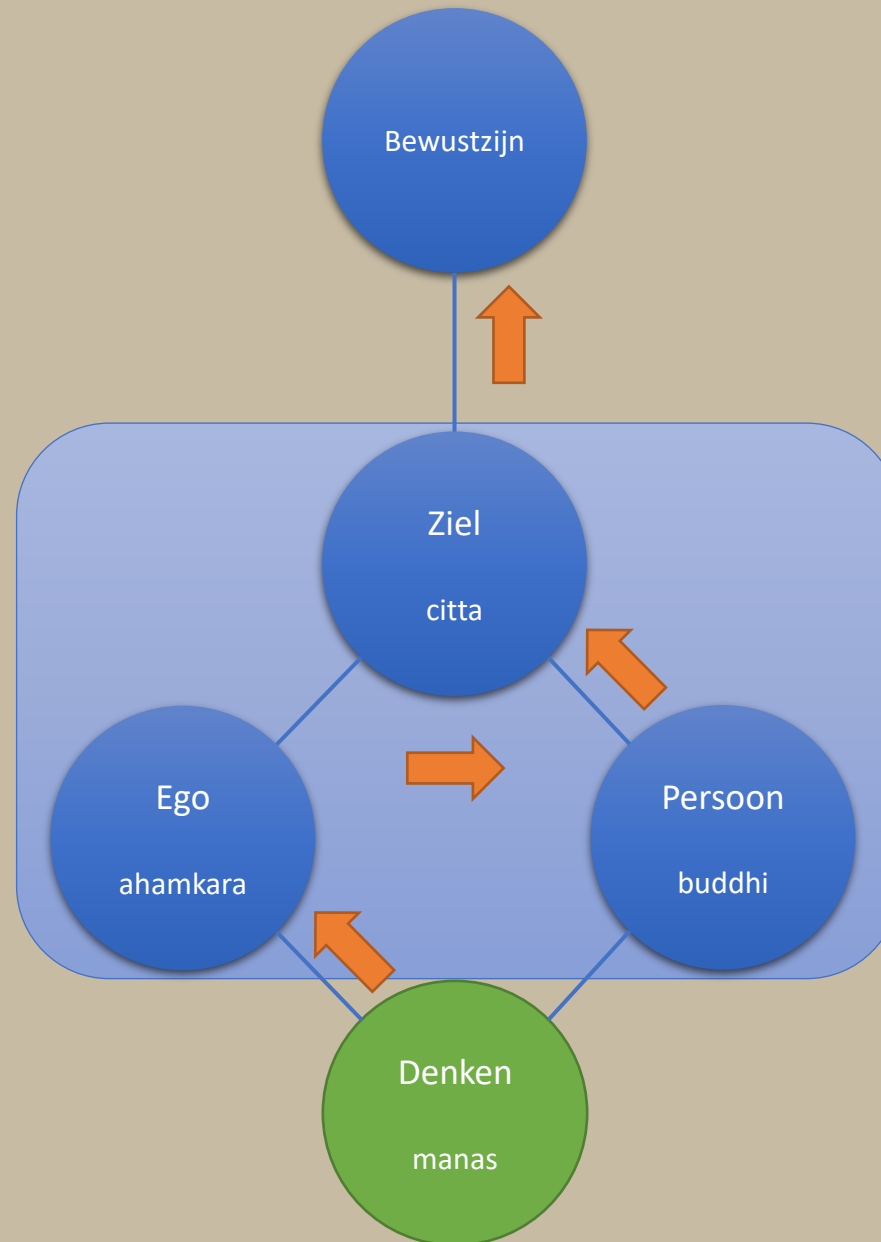 Bewustzijn
Ziel
citta
Ego
ahamkara
Persoon
buddhi
Denken
manas